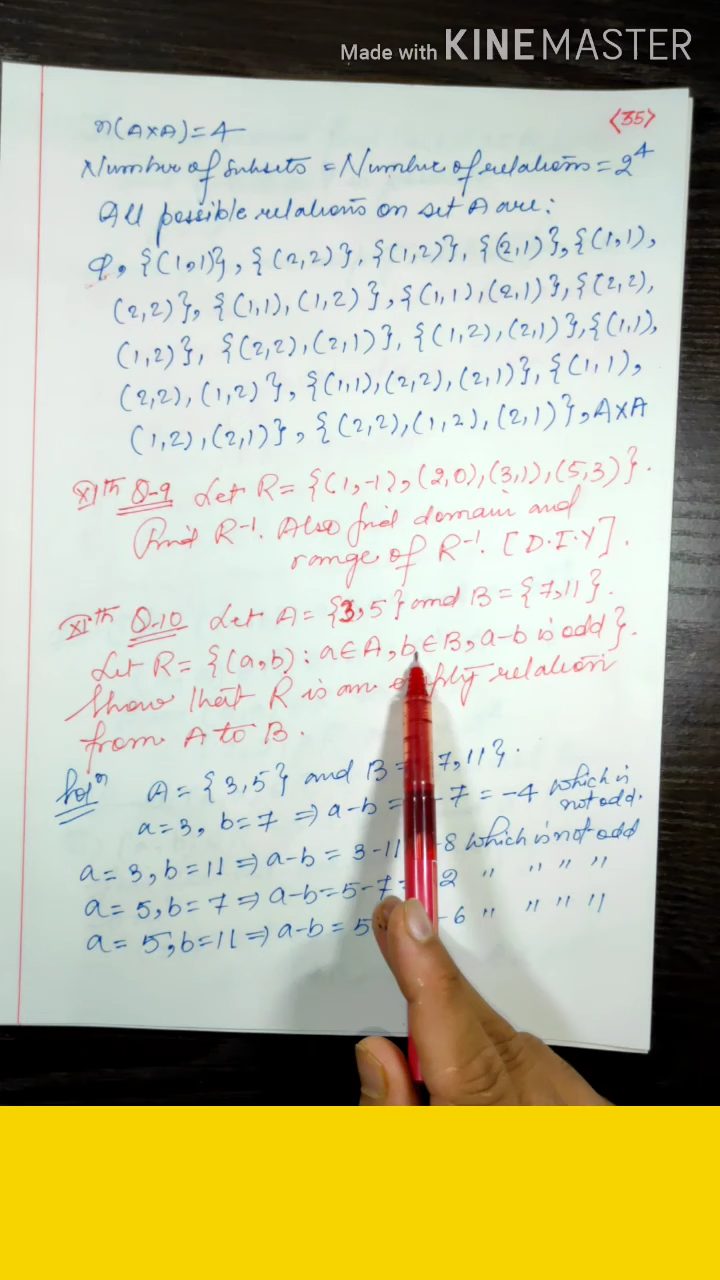 Made with KINEMASTER
<35>
n(A×A)=4
Number of subsets = Number of relations = 2⁴
All possible relations on set A are:
φ, {(1,1)}, {(2,2)}, {(1,2)}, {(2,1)}, {(1,1),
(2,2)}, {(1,1),(1,2)}, {(1,1),(2,1)}, {(2,2),
(1,2)}, {(2,2),(2,1)}, {(1,2),(2,1)}, {(1,1),
(2,2),(1,2)}, {(1,1),(2,2),(2,1)}, {(1,1),
(1,2),(2,1)}, {(2,2),(1,2),(2,1)}, A×A
XIth Q-9 Let R = {(1,-1),(2,0),(3,1),(5,3)}.
Find R⁻¹. Also find domain and
range of R⁻¹. [D.I.Y].
XIth Q.10 Let A = {3,5} and B = {7,11}.
Let R = {(a,b): a∈A, b∈B, a-b is odd}.
Show that R is an relation
from A to B.
Solⁿ A = {3,5} and B = 7,11}.
a=3, b=7 ⇒ a-b = -7 = -4 which is
not odd.
a=3, b=11 ⇒ a-b = 3-11 -8 which is not odd
a=5, b=7 ⇒ a-b=5-7= 2 " " " "
a=5, b=11 ⇒ a-b = 5 -6 " " " "